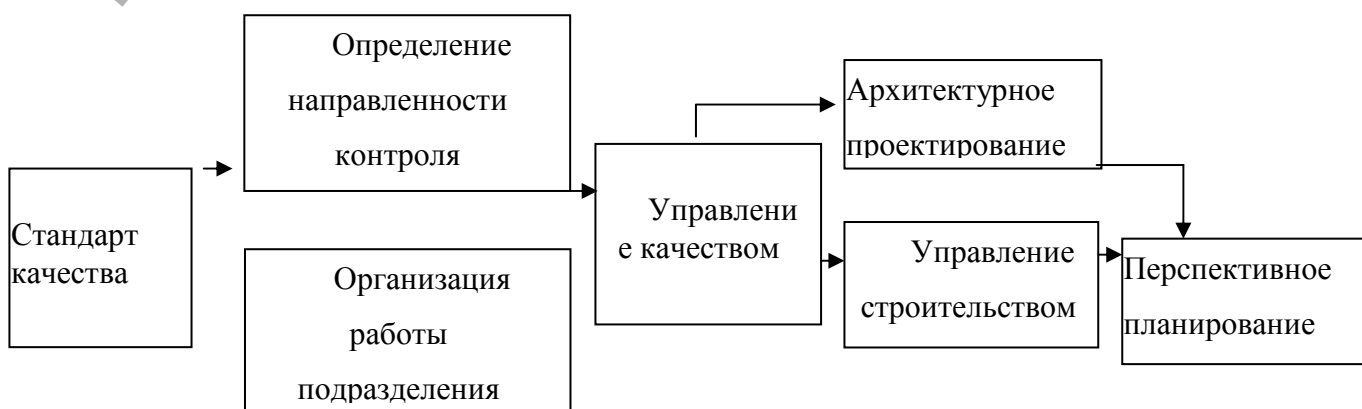 Определение
направленности
контроля
Архитектурное
проектирование
Стандарт
качества
Управлени
е качеством
Управление
строительством
Перспективное
планирование
Организация
работы
подразделения